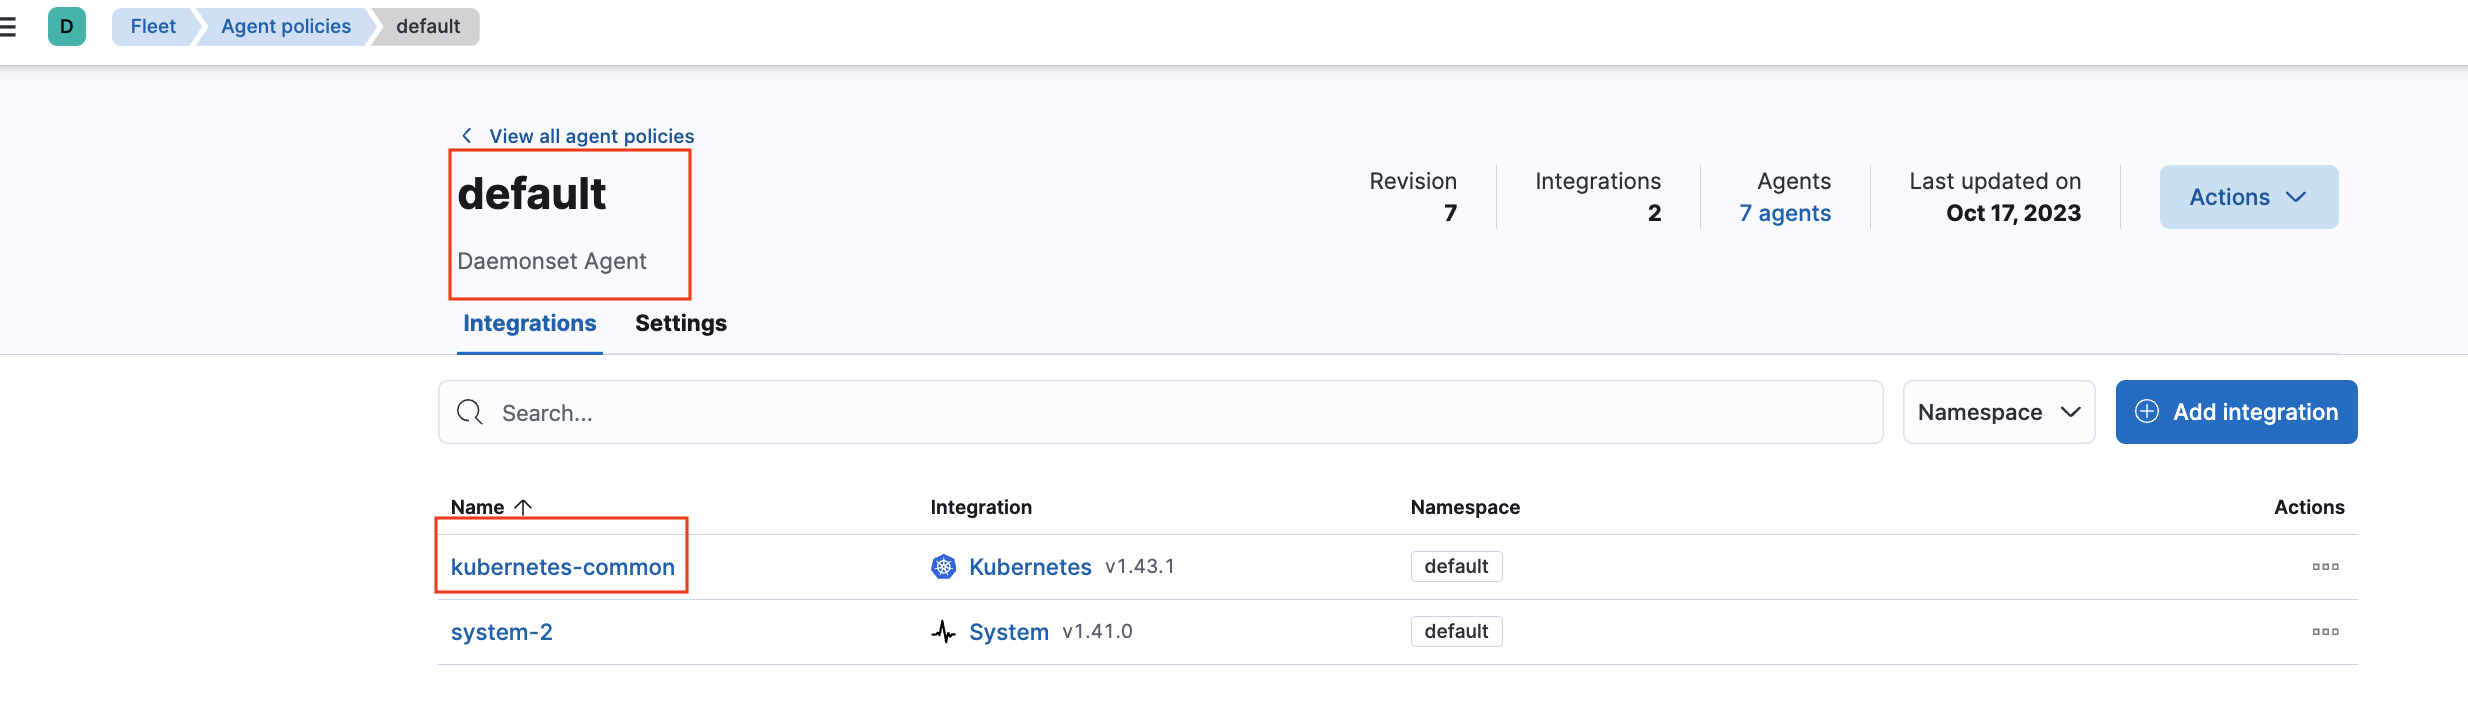 D Fleet Agent policies default
View all agent policies
default
Daemonset Agent
Revision Integrations Agents Last updated on
7 2 7 agents Oct 17, 2023
Actions
Integrations Settings
Search... Namespace Add integration
Name Integration Namespace Actions
kubernetes-common Kubernetes v1.43.1 default
system-2 System v1.41.0 default